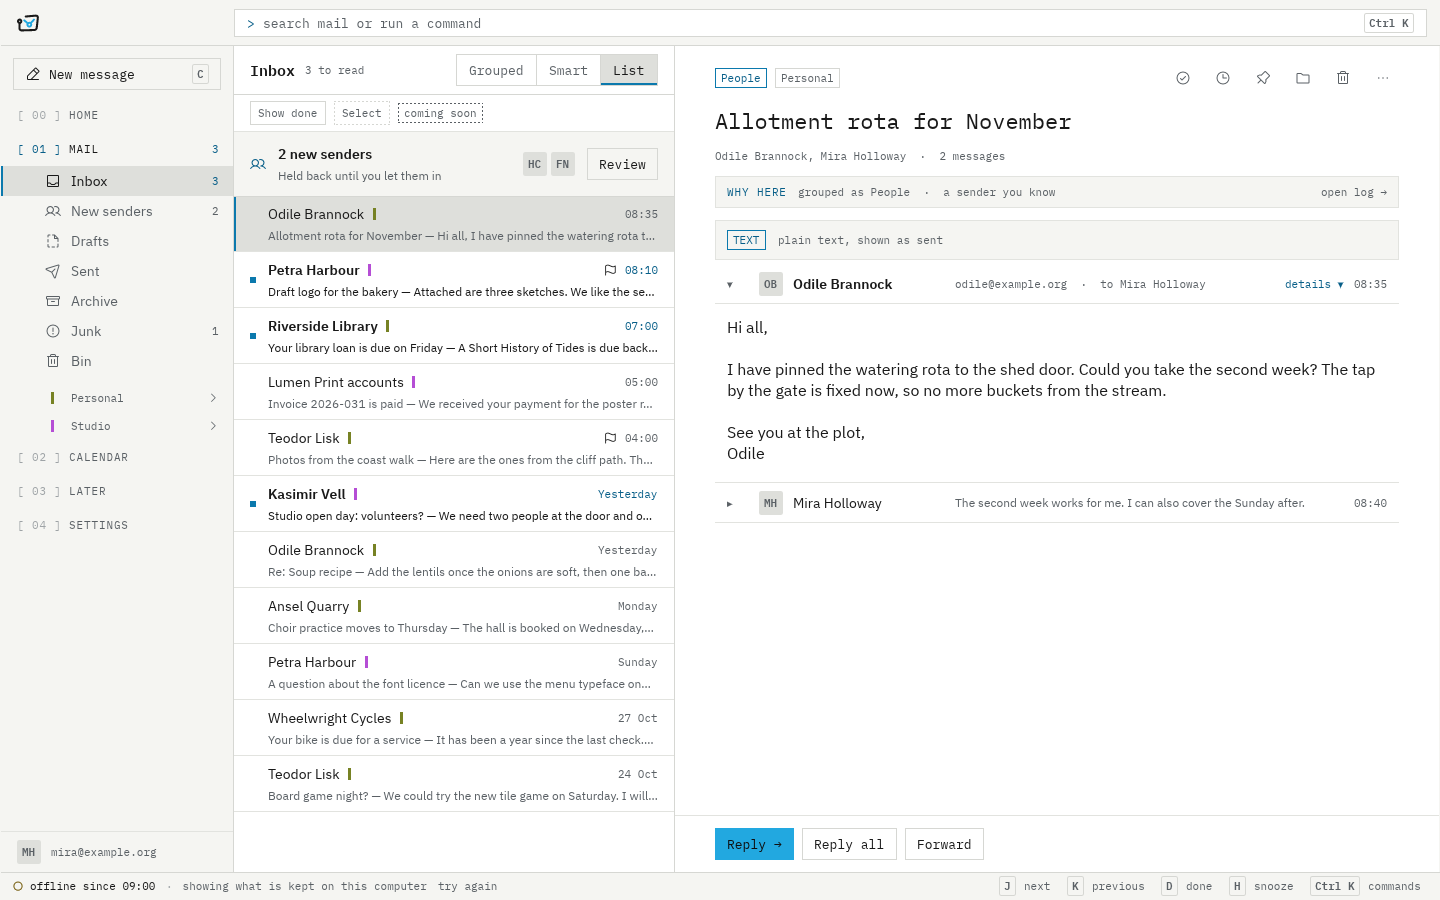 > search mail or run a command Ctrl K
New message C
[ 00 ] HOME
[ 01 ] MAIL 3
Inbox 3
New senders 2
Drafts
Sent
Archive
Junk 1
Bin
Personal
Studio
[ 02 ] CALENDAR
[ 03 ] LATER
[ 04 ] SETTINGS
MH mira@example.org
Inbox 3 to read Grouped Smart List
Show done Select coming soon
2 new senders
Held back until you let them in
HC FN Review
Odile Brannock 08:35
Allotment rota for November — Hi all, I have pinned the watering rota t…
Petra Harbour 08:10
Draft logo for the bakery — Attached are three sketches. We like the se…
Riverside Library 07:00
Your library loan is due on Friday — A Short History of Tides is due back…
Lumen Print accounts 05:00
Invoice 2026-031 is paid — We received your payment for the poster r…
Teodor Lisk 04:00
Photos from the coast walk — Here are the ones from the cliff path. Th…
Kasimir Vell Yesterday
Studio open day: volunteers? — We need two people at the door and o…
Odile Brannock Yesterday
Re: Soup recipe — Add the lentils once the onions are soft, then one ba…
Ansel Quarry Monday
Choir practice moves to Thursday — The hall is booked on Wednesday,…
Petra Harbour Sunday
A question about the font licence — Can we use the menu typeface on…
Wheelwright Cycles 27 Oct
Your bike is due for a service — It has been a year since the last check.…
Teodor Lisk 24 Oct
Board game night? — We could try the new tile game on Saturday. I will…
People Personal
Allotment rota for November
Odile Brannock, Mira Holloway · 2 messages
WHY HERE grouped as People · a sender you know open log →
TEXT plain text, shown as sent
▾ OB Odile Brannock odile@example.org · to Mira Holloway details ▾ 08:35
Hi all,
I have pinned the watering rota to the shed door. Could you take the second week? The tap
by the gate is fixed now, so no more buckets from the stream.
See you at the plot,
Odile
▸ MH Mira Holloway The second week works for me. I can also cover the Sunday after. 08:40
Reply → Reply all Forward
offline since 09:00 · showing what is kept on this computer try again
J next K previous D done H snooze Ctrl K commands